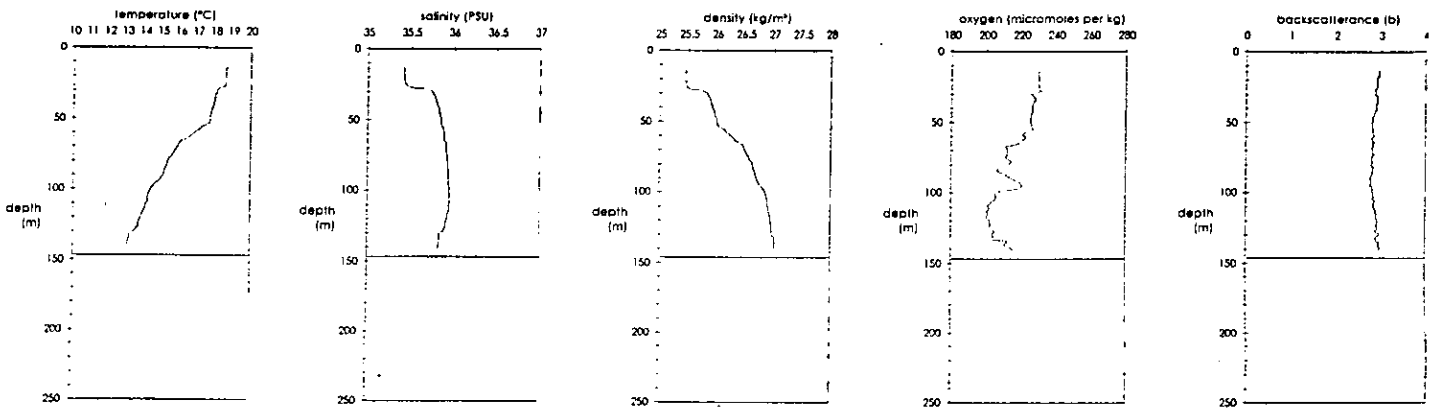 temperature (°C)
10 11 12 13 14 15 16 17 18 19 20
0
50
100
depth
(m)
150
200
250
salinity (PSU)
35 35.5 36 36.5 37
0
50
100
depth
(m)
150
200
250
density (kg/m³)
25 25.5 26 26.5 27 27.5 28
0
50
100
depth
(m)
150
200
250
oxygen (micromoles per kg)
180 200 220 240 260 280
0
50
100
depth
(m)
150
200
250
backscatterance (b)
0 1 2 3 4
0
50
100
depth
(m)
150
200
250